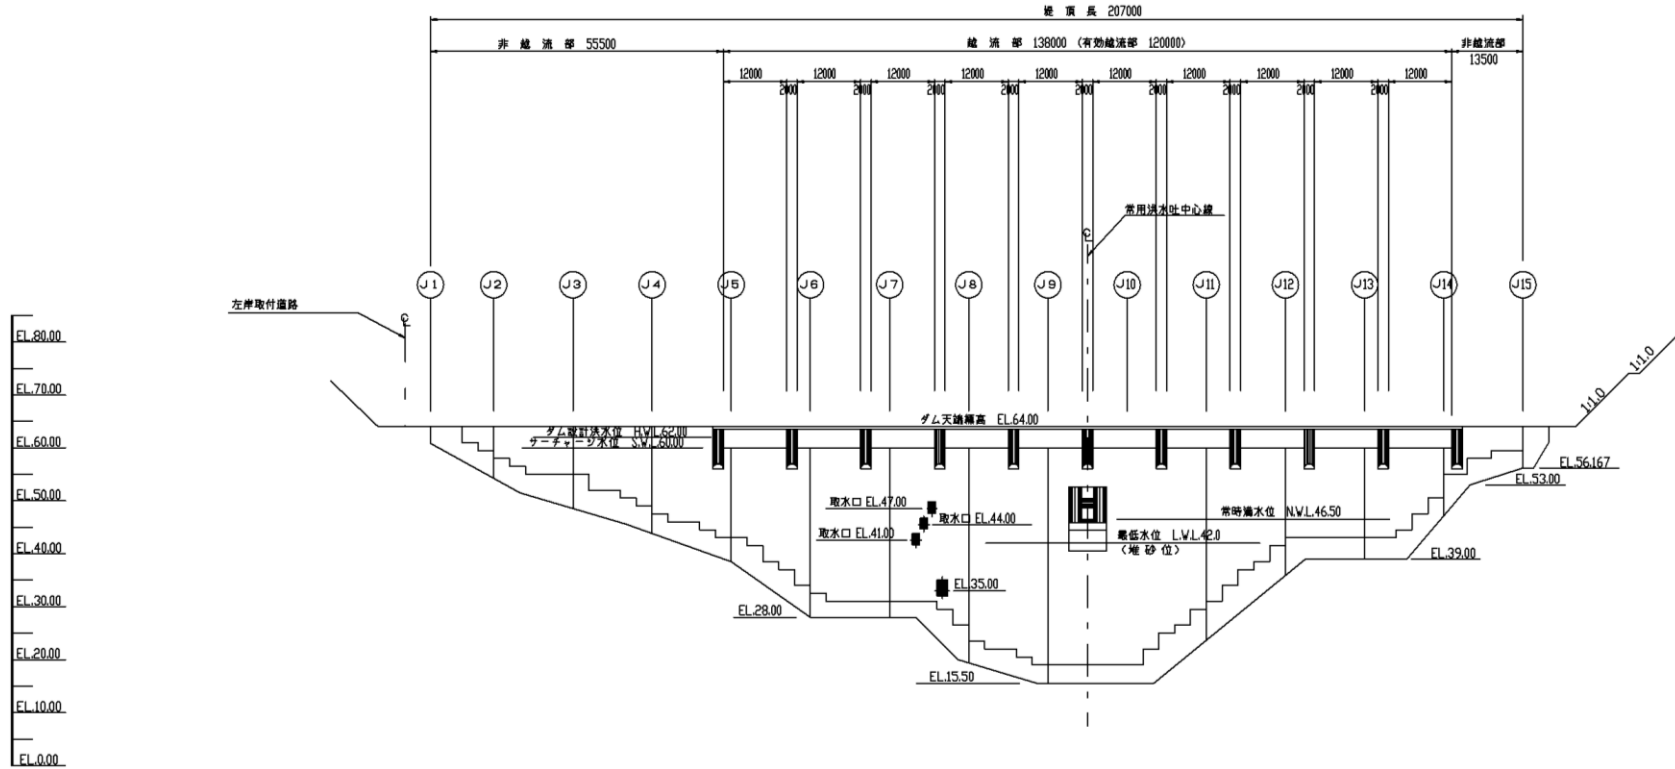 堤 頂 長 207000
非 越 流 部 55500
越 流 部 138000 (有効越流部 120000)
非越流部
13500
12000 12000 12000 12000 12000 12000 12000 12000 12000 12000
2000 2000 2000 2000 2000 2000 2000 2000 2000
常用洪水吐中心線
J1 J2 J3 J4 J5 J6 J7 J8 J9 J10 J11 J12 J13 J14 J15
左岸取付道路
EL.80.00
EL.70.00
EL.60.00
EL.50.00
EL.40.00
EL.30.00
EL.20.00
EL.10.00
EL.0.00
1:1.0
1:1.0
ダム天端標高 EL.64.00
ダム設計洪水位 H.W.L.62.00
サーチャージ水位 S.W.L.60.00
EL.56.167
EL.53.00
取水口 EL.47.00
取水口 EL.44.00
取水口 EL.41.00
常時満水位 N.W.L.46.50
最低水位 L.W.L.42.0
(堆 砂 位)
EL.39.00
EL.35.00
EL.28.00
EL.15.50